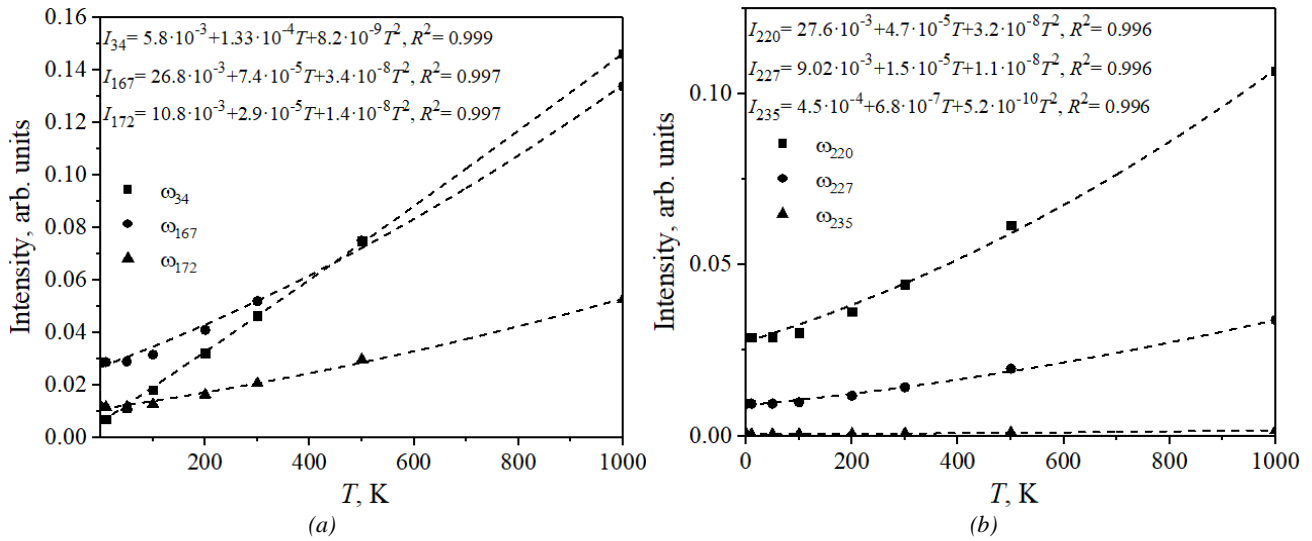 I34= 5.8·10-3+1.33·10-4T+8.2·10-9T2, R2= 0.999
I167= 26.8·10-3+7.4·10-5T+3.4·10-8T2, R2= 0.997
I172= 10.8·10-3+2.9·10-5T+1.4·10-8T2, R2= 0.997
ω34
ω167
ω172
Intensity, arb. units
0.16
0.14
0.12
0.10
0.08
0.06
0.04
0.02
0.00
200 400 600 800 1000
T, K
(a)
I220= 27.6·10-3+4.7·10-5T+3.2·10-8T2, R2= 0.996
I227= 9.02·10-3+1.5·10-5T+1.1·10-8T2, R2= 0.996
I235= 4.5·10-4+6.8·10-7T+5.2·10-10T2, R2= 0.996
ω220
ω227
ω235
Intensity, arb. units
0.10
0.05
0.00
0 200 400 600 800 1000
T, K
(b)